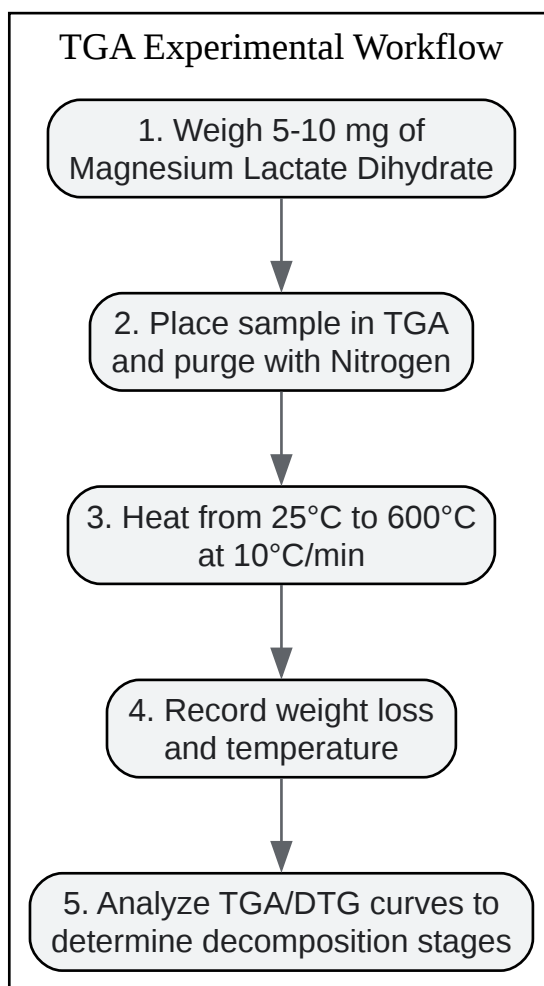 TGA Experimental Workflow
1. Weigh 5-10 mg of
Magnesium Lactate Dihydrate
2. Place sample in TGA
and purge with Nitrogen
3. Heat from 25°C to 600°C
at 10°C/min
4. Record weight loss
and temperature
5. Analyze TGA/DTG curves to
determine decomposition stages